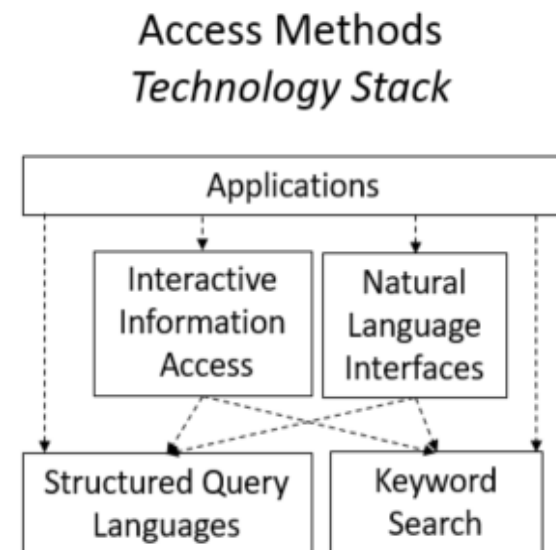 Access Methods
Technology Stack
Applications
Interactive
Information
Access
Natural
Language
Interfaces
Structured Query
Languages
Keyword
Search